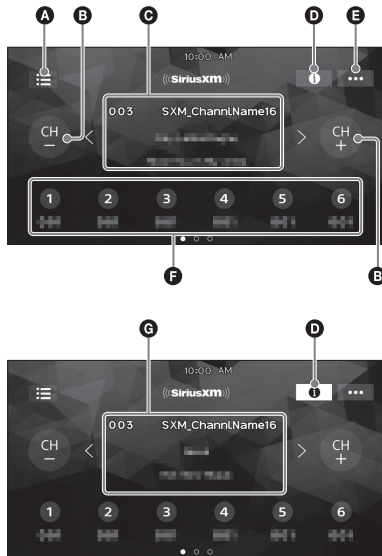 A B C D E
10:00 AM
((SiriusXM))
i
003 SXM_ChannlName16
CH − < > CH +
1 2 3 4 5 6
F B
G D
10:00 AM
((SiriusXM))
i
003 SXM_ChannlName16
CH − < > CH +
1 2 3 4 5 6